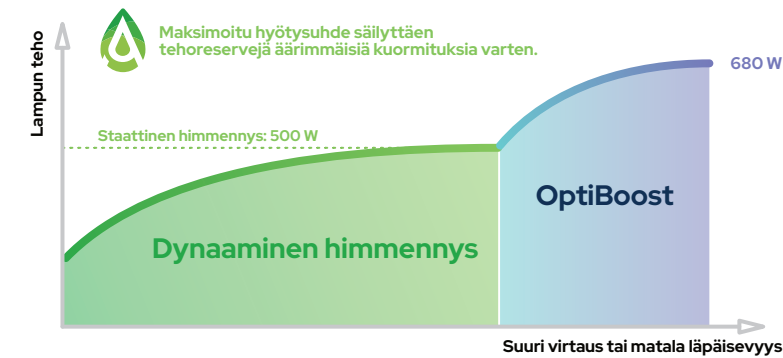 Maksimoitu hyötysuhde säilyttäen
tehoreservejä äärimmäisiä kuormituksia varten.
Lampun teho
680 W
Staattinen himmennys: 500 W
OptiBoost
Dynaaminen himmennys
Suuri virtaus tai matala läpäisevyys